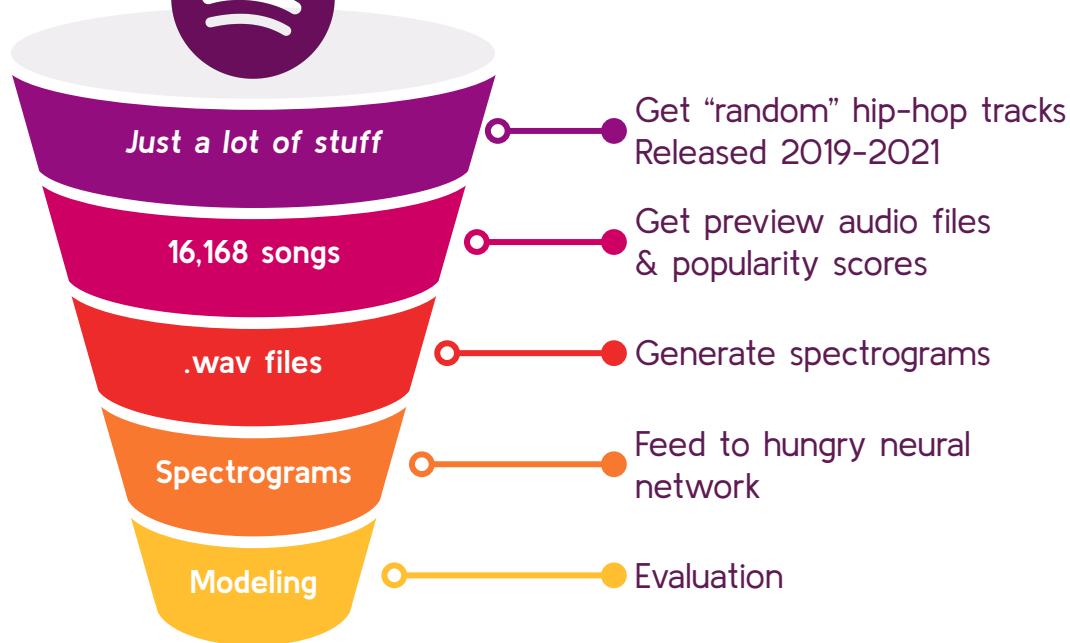 Just a lot of stuff
Get “random” hip-hop tracks
Released 2019-2021
16,168 songs
Get preview audio files
& popularity scores
.wav files
Generate spectrograms
Spectrograms
Feed to hungry neural
network
Modeling
Evaluation